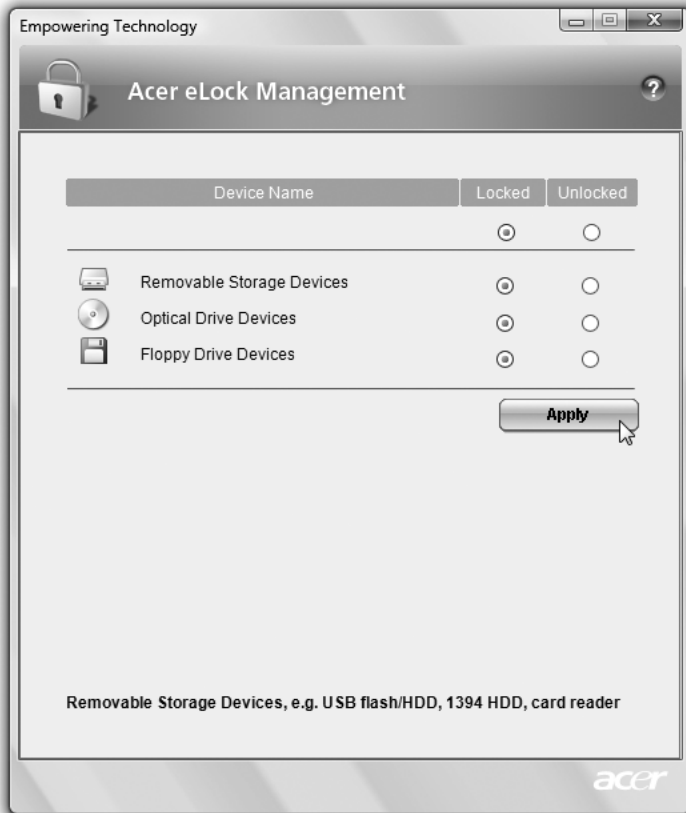 Empowering Technology
Acer eLock Management
?
Device Name Locked Unlocked
Removable Storage Devices
Optical Drive Devices
Floppy Drive Devices
Apply
Removable Storage Devices, e.g. USB flash/HDD, 1394 HDD, card reader
acer